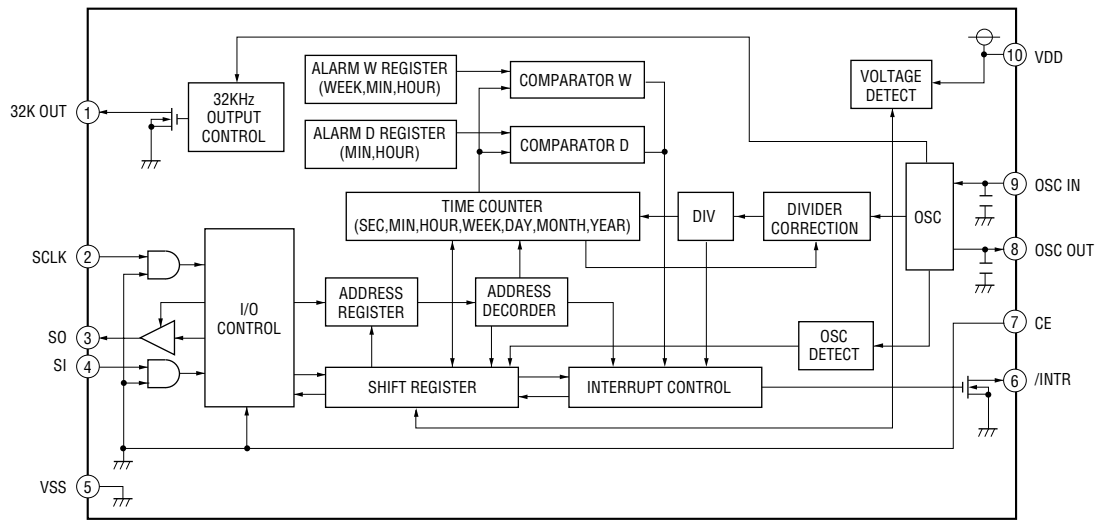 ALARM W REGISTER
(WEEK,MIN,HOUR)
COMPARATOR W
VOLTAGE
DETECT
10 VDD
32K OUT 1
32KHz
OUTPUT
CONTROL
ALARM D REGISTER
(MIN,HOUR)
COMPARATOR D
TIME COUNTER
(SEC,MIN,HOUR,WEEK,DAY,MONTH,YEAR)
DIV
DIVIDER
CORRECTION
OSC
9 OSC IN
8 OSC OUT
SCLK 2
I/O
CONTROL
ADDRESS
REGISTER
ADDRESS
DECORDER
SO 3
OSC
DETECT
7 CE
SI 4
SHIFT REGISTER
INTERRUPT CONTROL
6 /INTR
VSS 5